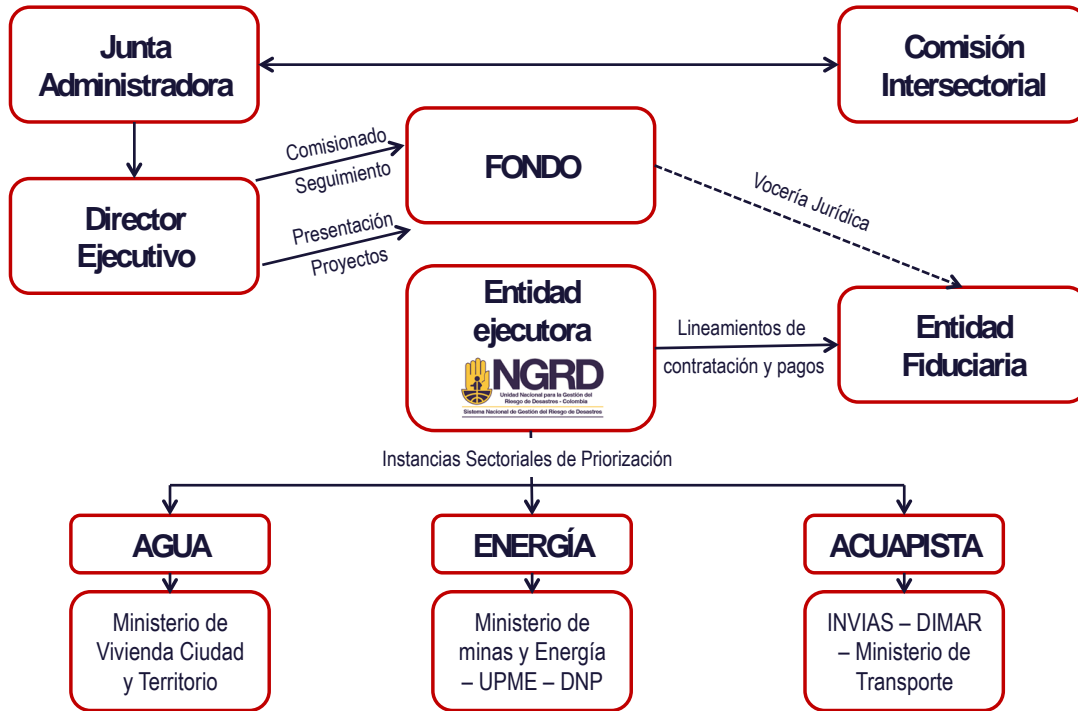 Junta
Administradora
Comisión
Intersectorial
Comisionado
Seguimiento
FONDO
Director
Ejecutivo
Presentación
Proyectos
Vocería Jurídica
Entidad
ejecutora
NGRD
Unidad Nacional para la Gestión del
Riesgo de Desastres - Colombia
Sistema Nacional de Gestión del Riesgo de Desastres
Lineamientos de
contratación y pagos
Entidad
Fiduciaria
Instancias Sectoriales de Priorización
AGUA
ENERGÍA
ACUAPISTA
Ministerio de
Vivienda Ciudad
y Territorio
Ministerio de
minas y Energía
– UPME – DNP
INVIAS – DIMAR
– Ministerio de
Transporte